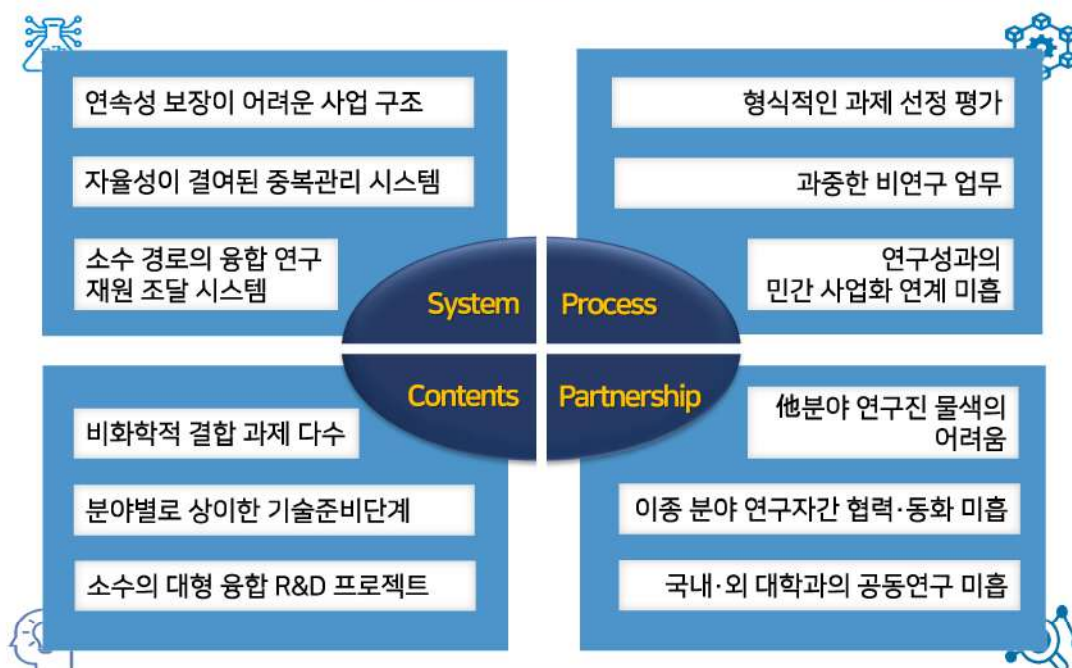 연속성 보장이 어려운 사업 구조
자율성이 결여된 중복관리 시스템
소수 경로의 융합 연구
재원 조달 시스템
System
형식적인 과제 선정 평가
과중한 비연구 업무
연구성과의
민간 사업화 연계 미흡
Process
Contents
비화학적 결합 과제 다수
분야별로 상이한 기술준비단계
소수의 대형 융합 R&D 프로젝트
Partnership
他분야 연구진 물색의
어려움
이종 분야 연구자간 협력·동화 미흡
국내·외 대학과의 공동연구 미흡